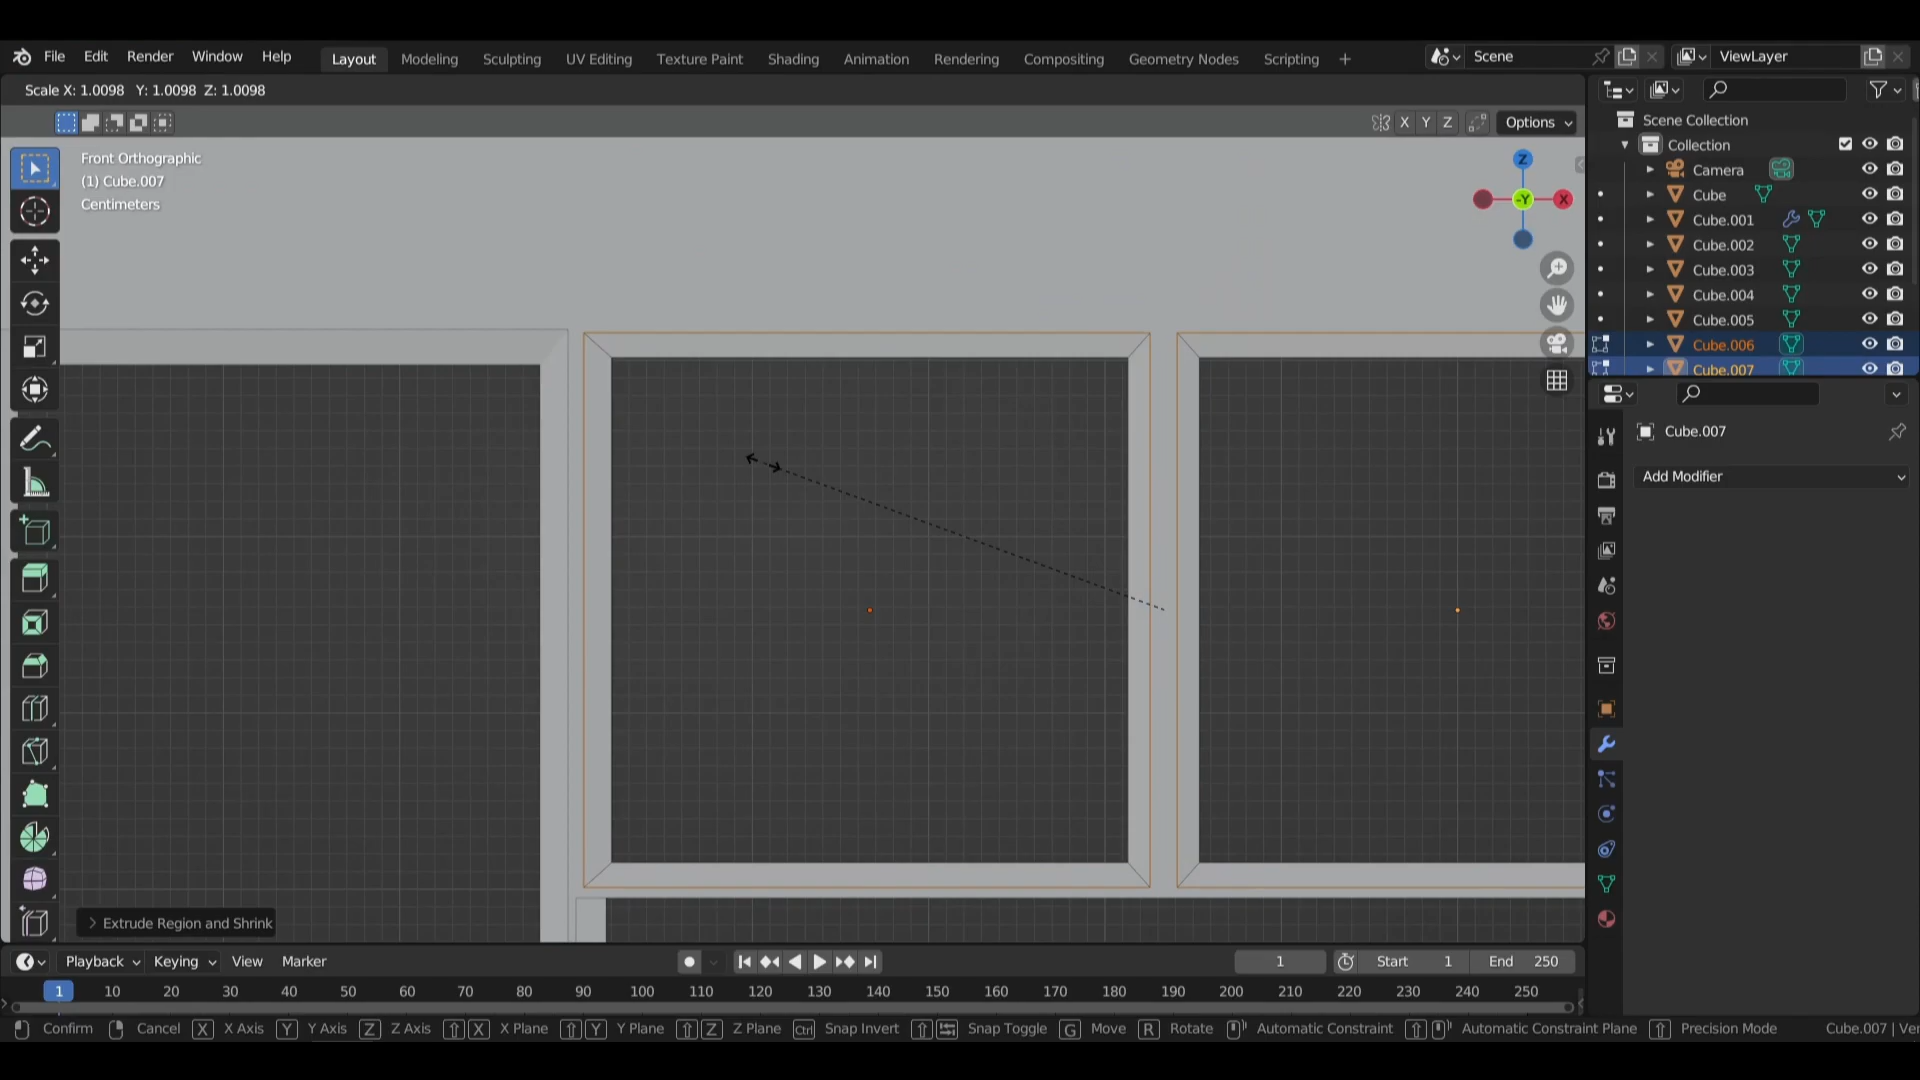 File Edit Render Window Help Layout Modeling Sculpting UV Editing Texture Paint Shading Animation Rendering Compositing Geometry Nodes Scripting + Scene ViewLayer
Scale X: 1.0098 Y: 1.0098 Z: 1.0098
X Y Z Options
Scene Collection
Collection
Camera
Cube
Cube.001
Cube.002
Cube.003
Cube.004
Cube.005
Cube.006
Cube.007
Front Orthographic
(1) Cube.007
Centimeters
Z
-Y X
Cube.007
Add Modifier
Extrude Region and Shrink
Playback Keying View Marker 1 Start 1 End 250
1 10 20 30 40 50 60 70 80 90 100 110 120 130 140 150 160 170 180 190 200 210 220 230 240 250
Confirm Cancel X X Axis Y Y Axis Z Z Axis X X Plane Y Y Plane Z Z Plane Ctrl Snap Invert Snap Toggle G Move R Rotate Automatic Constraint Automatic Constraint Plane Precision Mode Cube.007 | Ver